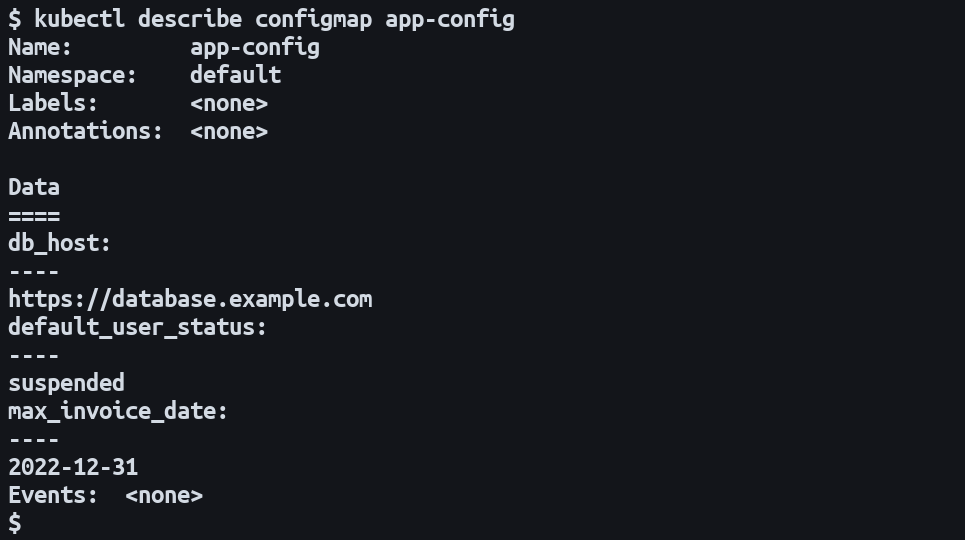 $ kubectl describe configmap app-config
Name:         app-config
Namespace:    default
Labels:       <none>
Annotations:  <none>

Data
====
db_host:
----
https://database.example.com
default_user_status:
----
suspended
max_invoice_date:
----
2022-12-31
Events:  <none>
$